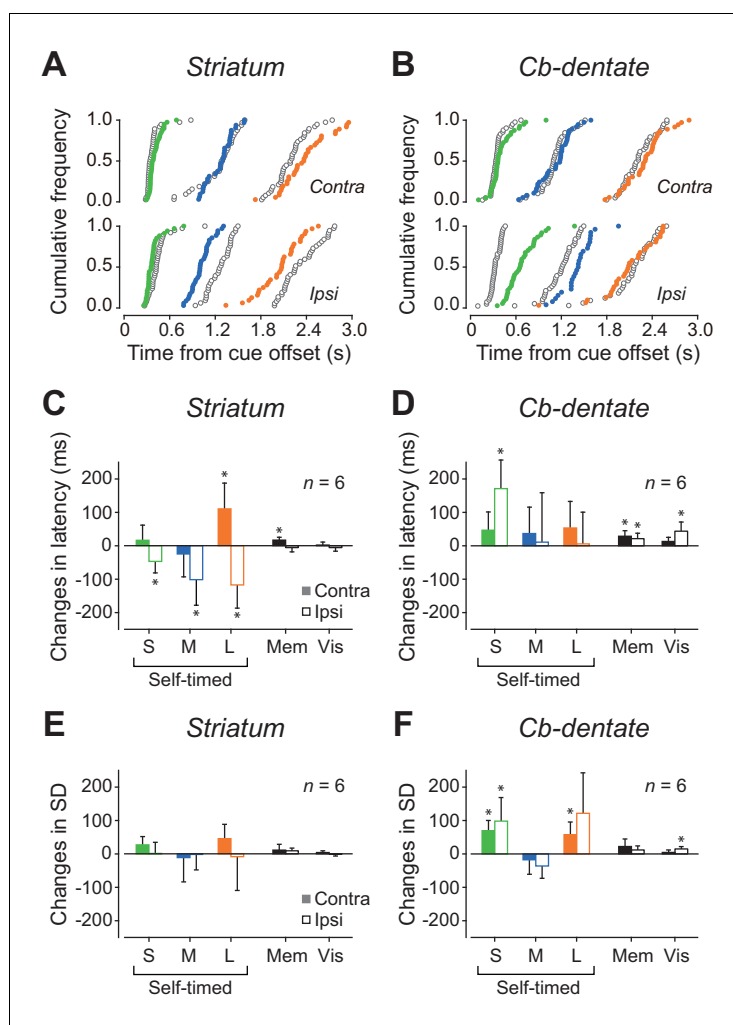 A
Striatum
B
Cb-dentate
Cumulative frequency
1.0
0.5
0.0
Contra
1.0
0.5
0.0
Contra
Cumulative frequency
1.0
0.5
0.0
Ipsi
1.0
0.5
0.0
Ipsi
0 0.6 1.2 1.8 2.4 3.0
0 0.6 1.2 1.8 2.4 3.0
Time from cue offset (s)
Time from cue offset (s)
C
Striatum
D
Cb-dentate
Changes in latency (ms)
200
100
0
-100
-200
* * * * *
n = 6
Contra
Ipsi
S M L Mem Vis
Self-timed
Changes in latency (ms)
200
100
0
-100
-200
* * * *
n = 6
S M L Mem Vis
Self-timed
E
Striatum
F
Cb-dentate
Changes in SD
200
100
0
-100
-200
n = 6
Contra
Ipsi
S M L Mem Vis
Self-timed
Changes in SD
200
100
0
-100
-200
* * * *
n = 6
S M L Mem Vis
Self-timed